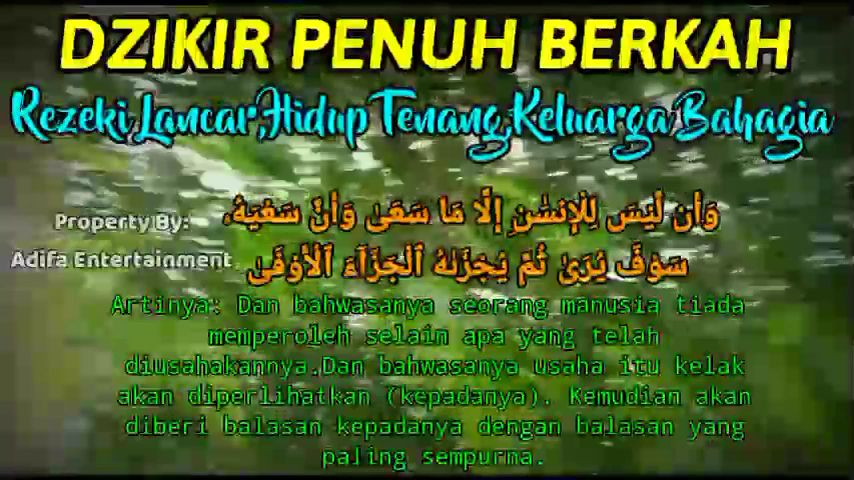 DZIKIR PENUH BERKAH
Rezeki Lancar,Hidup Tenang,Keluarga Bahagia
Property By:
Adifa Entertainment
وَأَن لَّيْسَ لِلْإِنسَٰنِ إِلَّا مَا سَعَىٰ وَأَنَّ سَعْيَهُۥ
سَوْفَ يُرَىٰ ثُمَّ يُجْزَىٰهُ ٱلْجَزَآءَ ٱلْأَوْفَىٰ
Artinya: Dan bahwasanya seorang manusia tiada
memperoleh selain apa yang telah
diusahakannya.Dan bahwasanya usaha itu kelak
akan diperlihatkan (kepadanya). Kemudian akan
diberi balasan kepadanya dengan balasan yang
paling sempurna.